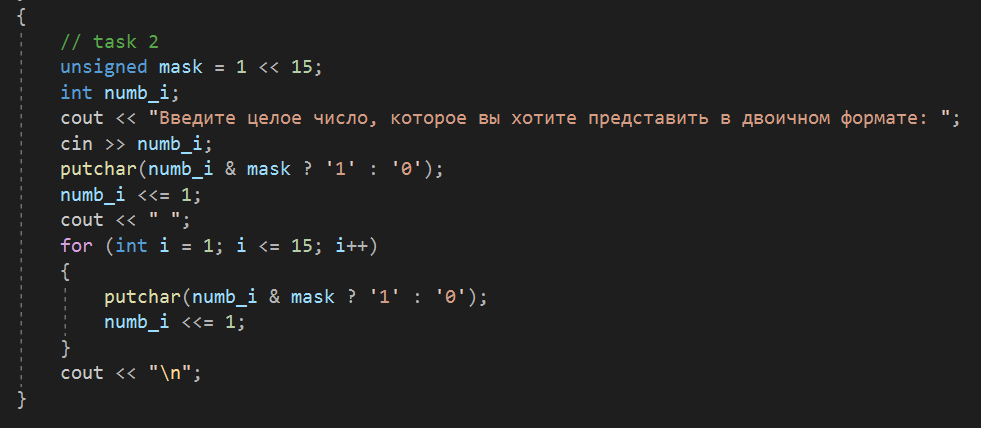 {
// task 2
unsigned mask = 1 << 15;
int numb_i;
cout << "Введите целое число, которое вы хотите представить в двоичном формате: ";
cin >> numb_i;
putchar(numb_i & mask ? '1' : '0');
numb_i <<= 1;
cout << " ";
for (int i = 1; i <= 15; i++)
{
putchar(numb_i & mask ? '1' : '0');
numb_i <<= 1;
}
cout << "\n";
}